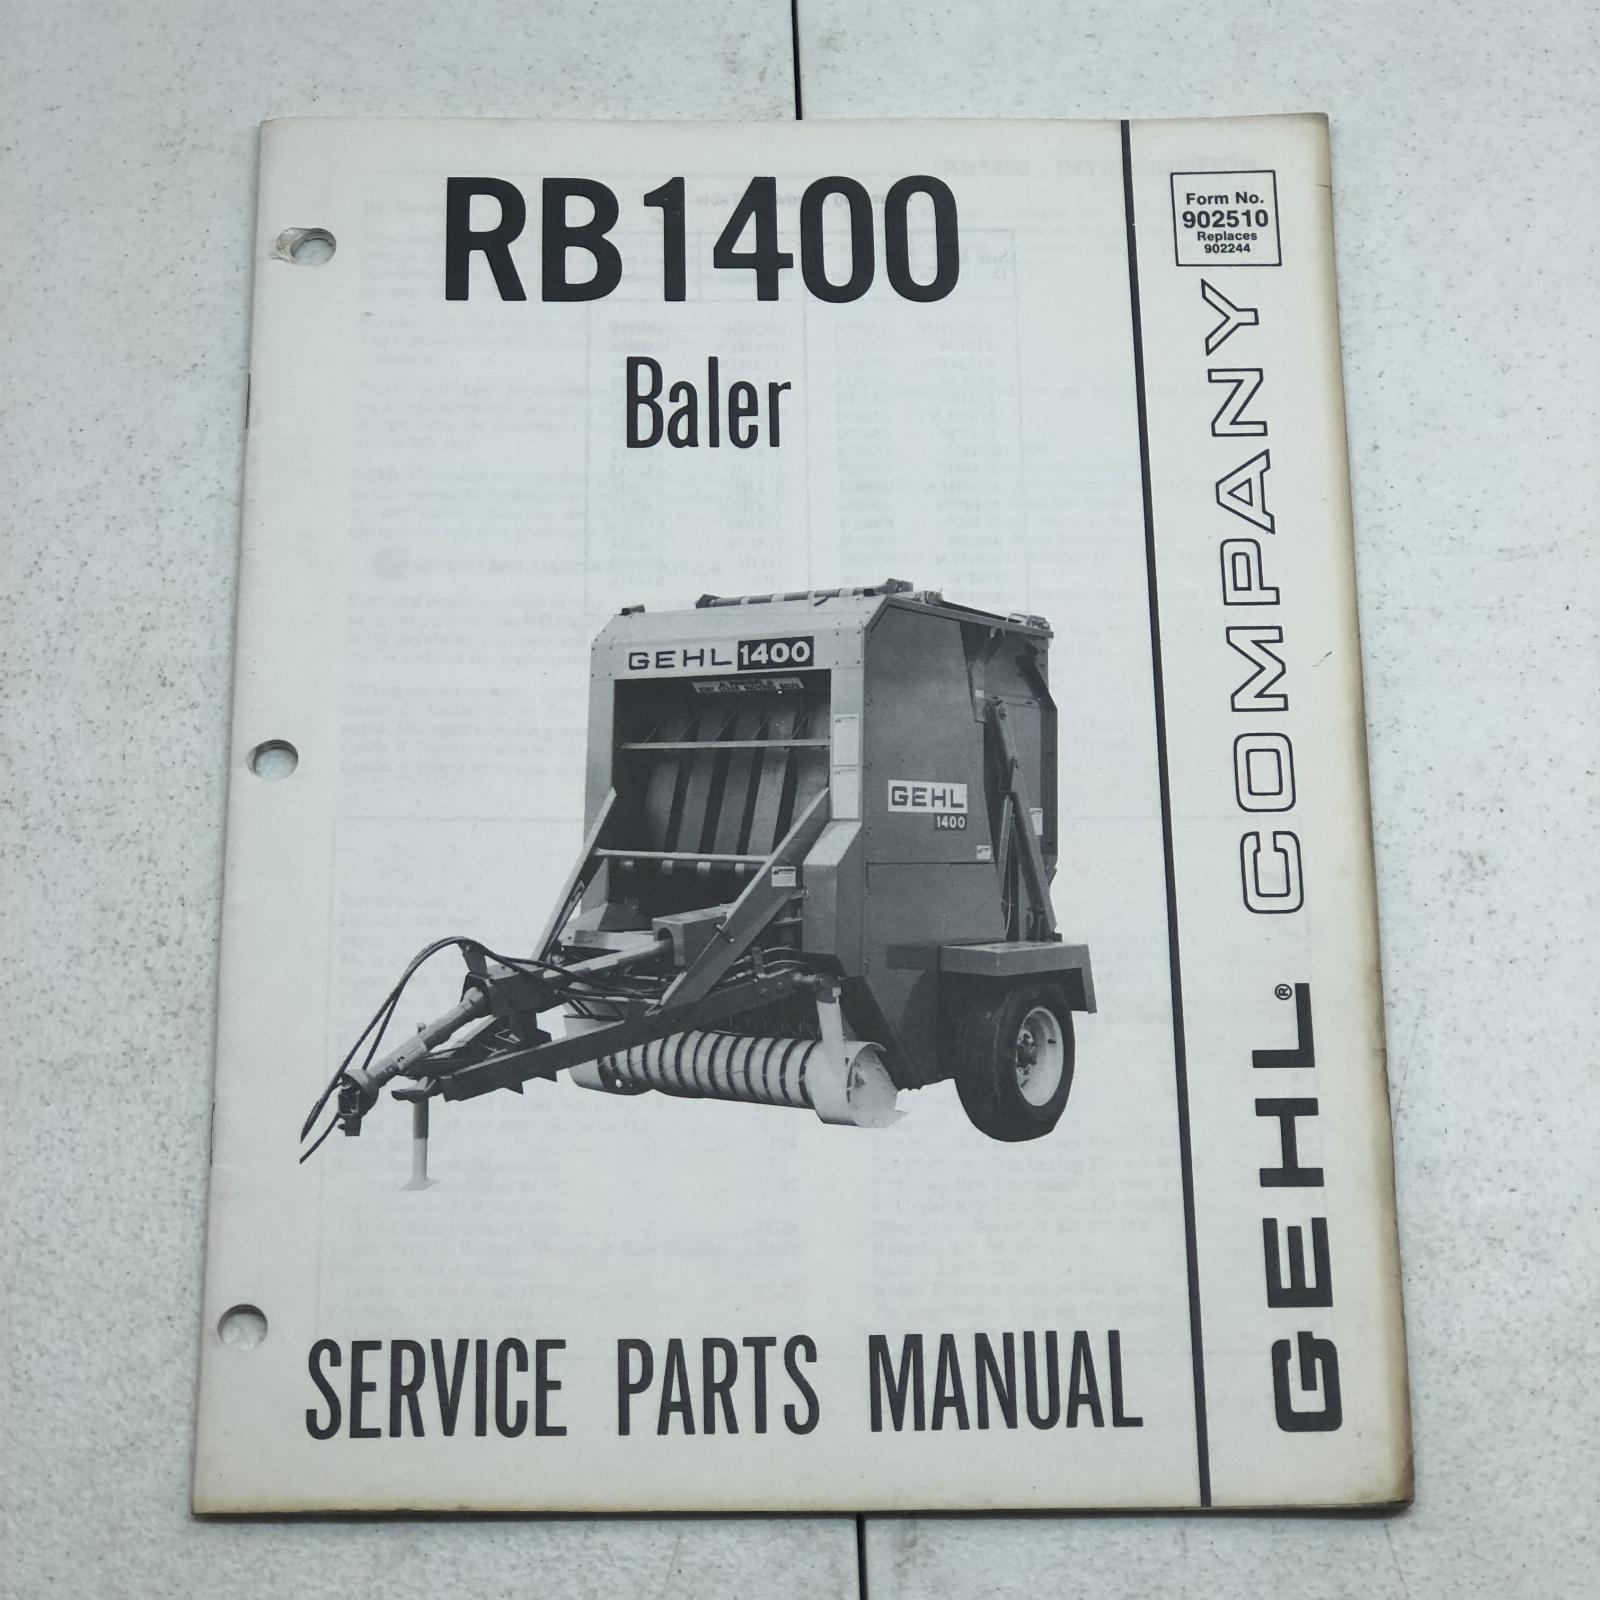 RB1400
Baler
Form No.
902510
Replaces
902244
GEHL® COMPANY
GEHL 1400
GEHL
1400
SERVICE PARTS MANUAL